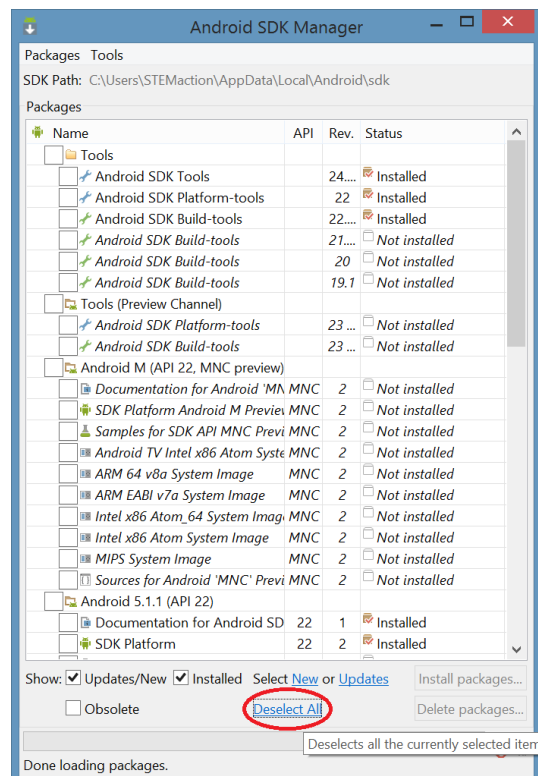 Android SDK Manager
Packages Tools
SDK Path: C:\Users\STEMaction\AppData\Local\Android\sdk
Packages
Name API Rev. Status
Tools
Android SDK Tools 24.... Installed
Android SDK Platform-tools 22 Installed
Android SDK Build-tools 22.... Installed
Android SDK Build-tools 21.... Not installed
Android SDK Build-tools 20 Not installed
Android SDK Build-tools 19.1 Not installed
Tools (Preview Channel)
Android SDK Platform-tools 23 ... Not installed
Android SDK Build-tools 23 ... Not installed
Android M (API 22, MNC preview)
Documentation for Android 'MN MNC 2 Not installed
SDK Platform Android M Previe MNC 2 Not installed
Samples for SDK API MNC Previ MNC 2 Not installed
Android TV Intel x86 Atom Syste MNC 2 Not installed
ARM 64 v8a System Image MNC 2 Not installed
ARM EABI v7a System Image MNC 2 Not installed
Intel x86 Atom_64 System Imag MNC 2 Not installed
Intel x86 Atom System Image MNC 2 Not installed
MIPS System Image MNC 2 Not installed
Sources for Android 'MNC' Previ MNC 2 Not installed
Android 5.1.1 (API 22)
Documentation for Android SD 22 1 Installed
SDK Platform 22 2 Installed
Show: Updates/New Installed Select New or Updates Install packages...
Obsolete Deselect All Delete packages...
Deselects all the currently selected item
Done loading packages.